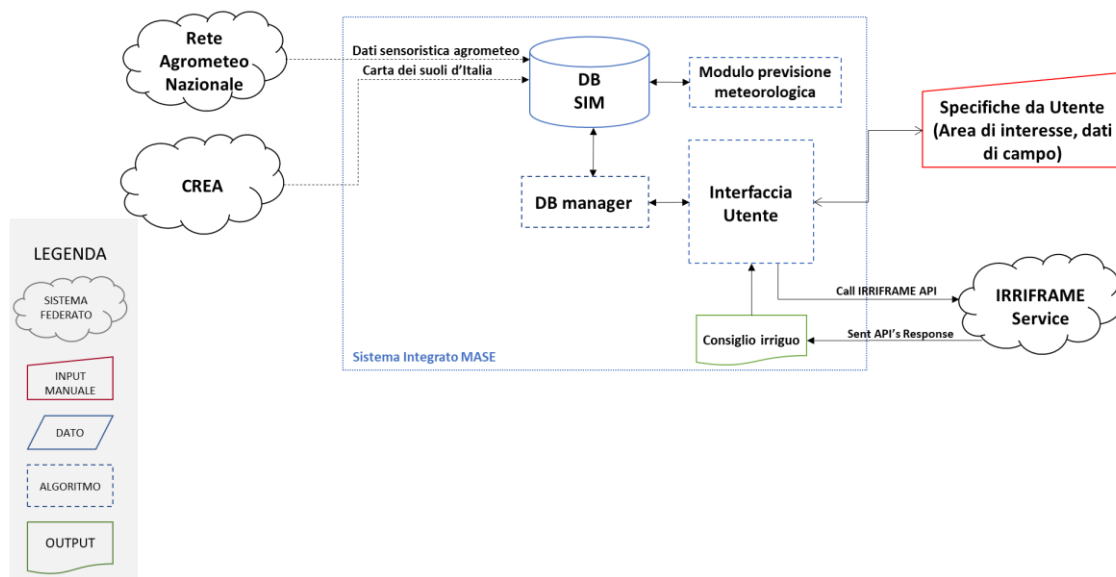 Rete
Agrometeo
Nazionale
Dati sensoristica agrometeo
Carta dei suoli d'Italia
DB
SIM
Modulo previsione
meteorologica
Specifiche da Utente
(Area di interesse, dati
di campo)
CREA
DB manager
Interfaccia
Utente
LEGENDA
SISTEMA
FEDERATO
INPUT
MANUALE
DATO
ALGORITMO
OUTPUT
Call IRRIFRAME API
IRRIFRAME
Service
Sent API's Response
Consiglio irriguo
Sistema Integrato MASE